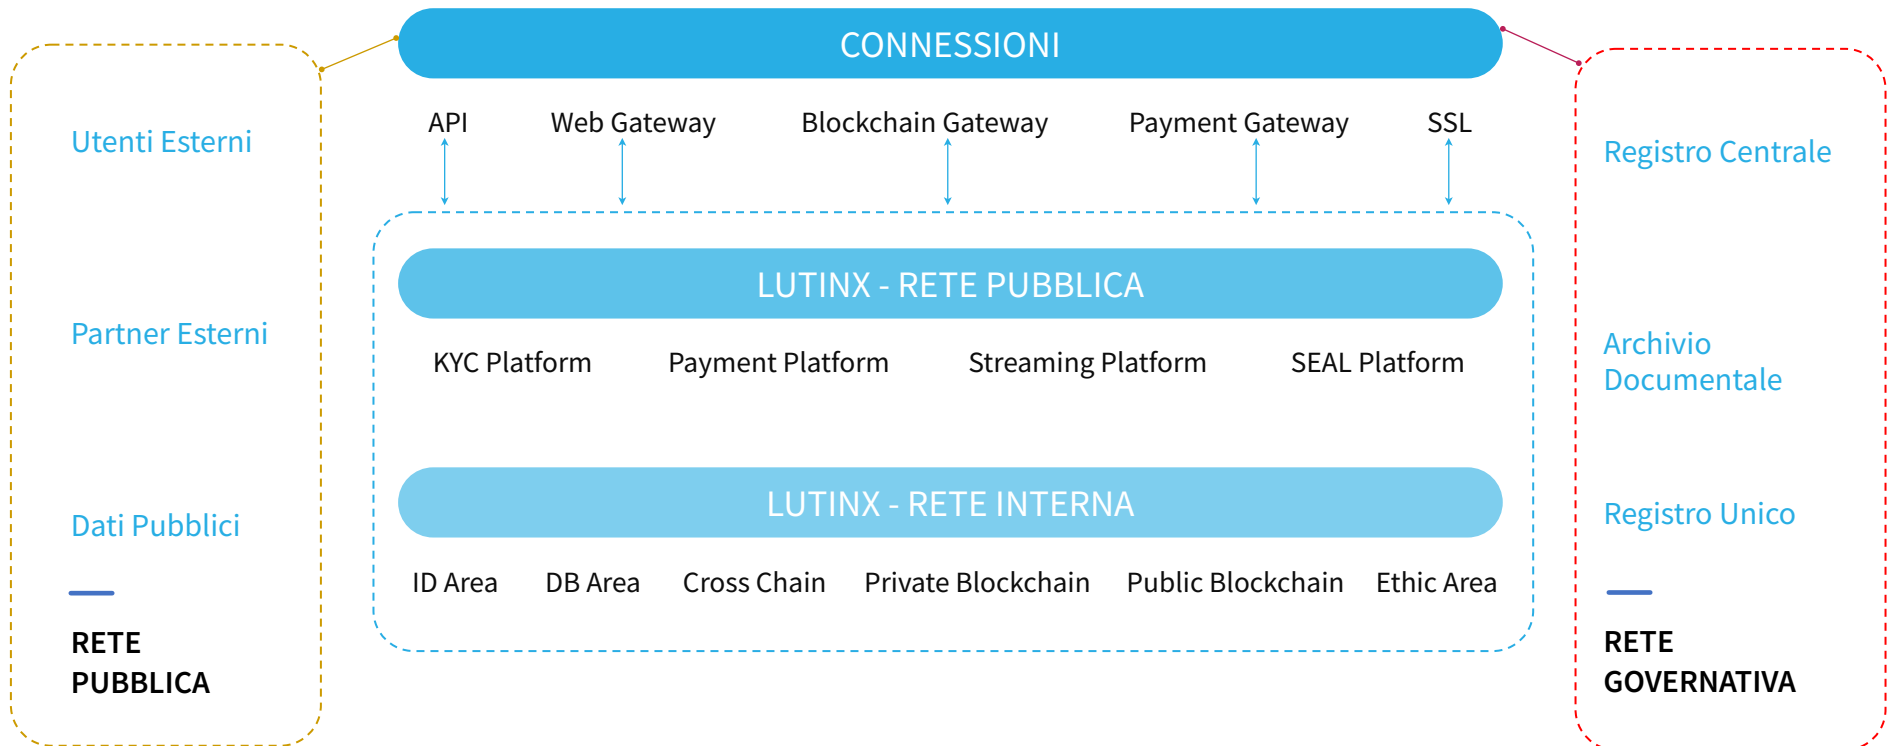 CONNESSIONI
API
Web Gateway
Blockchain Gateway
Payment Gateway
SSL
Utenti Esterni
Partner Esterni
Dati Pubblici
RETE
PUBBLICA
LUTINX - RETE PUBBLICA
KYC Platform
Payment Platform
Streaming Platform
SEAL Platform
LUTINX - RETE INTERNA
ID Area
DB Area
Cross Chain
Private Blockchain
Public Blockchain
Ethic Area
Registro Centrale
Archivio
Documentale
Registro Unico
RETE
GOVERNATIVA